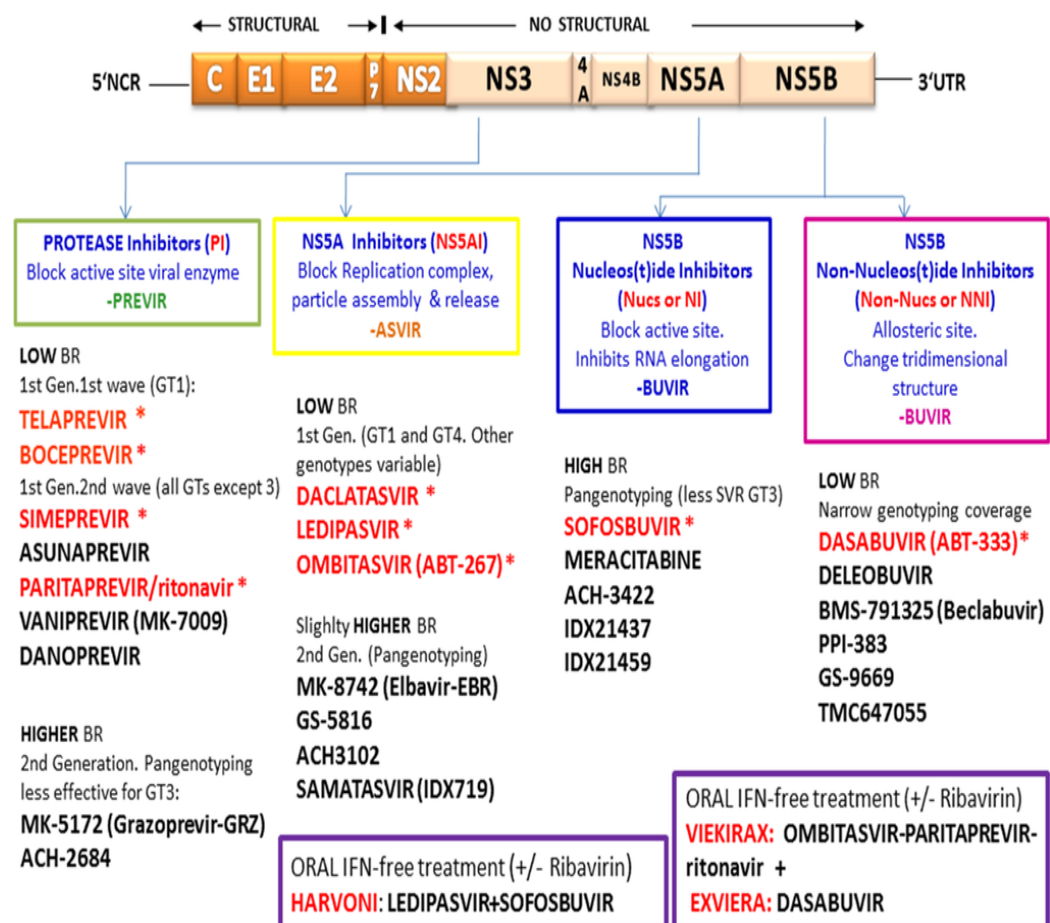 STRUCTURAL
NO STRUCTURAL
5'NCR
C
E1
E2
P7
NS2
NS3
4A
NS4B
NS5A
NS5B
3'UTR
PROTEASE Inhibitors (PI)
Block active site viral enzyme
-PREVIR
LOW BR
1st Gen.1st wave (GT1):
TELAPREVIR *
BOCEPREVIR *
1st Gen.2nd wave (all GTs except 3)
SIMEPREVIR *
ASUNAPREVIR
PARITAPREVIR/ritonavir *
VANIPREVIR (MK-7009)
DANOPREVIR
HIGHER BR
2nd Generation. Pangenotyping
less effective for GT3:
MK-5172 (Grazoprevir-GRZ)
ACH-2684
NS5A Inhibitors (NS5AI)
Block Replication complex,
particle assembly & release
-ASVIR
LOW BR
1st Gen. (GT1 and GT4. Other
genotypes variable)
DACLATASVIR *
LEDIPASVIR *
OMBITASVIR (ABT-267) *
Slighlty HIGHER BR
2nd Gen. (Pangenotyping)
MK-8742 (Elbavir-EBR)
GS-5816
ACH3102
SAMATASVIR (IDX719)
NS5B
Nucleos(t)ide Inhibitors
(Nucs or NI)
Block active site.
Inhibits RNA elongation
-BUVIR
HIGH BR
Pangenotyping (less SVR GT3)
SOFOSBUVIR *
MERACITABINE
ACH-3422
IDX21437
IDX21459
NS5B
Non-Nucleos(t)ide Inhibitors
(Non-Nucs or NNI)
Allosteric site.
Change tridimensional
structure
-BUVIR
LOW BR
Narrow genotyping coverage
DASABUVIR (ABT-333)*
DELEOBUVIR
BMS-791325 (Beclabuvir)
PPI-383
GS-9669
TMC647055
ORAL IFN-free treatment (+/- Ribavirin)
HARVONI: LEDIPASVIR+SOFOSBUVIR
ORAL IFN-free treatment (+/- Ribavirin)
VIEKIRAX: OMBITASVIR-PARITAPREVIR-
ritonavir +
EXVIERA: DASABUVIR